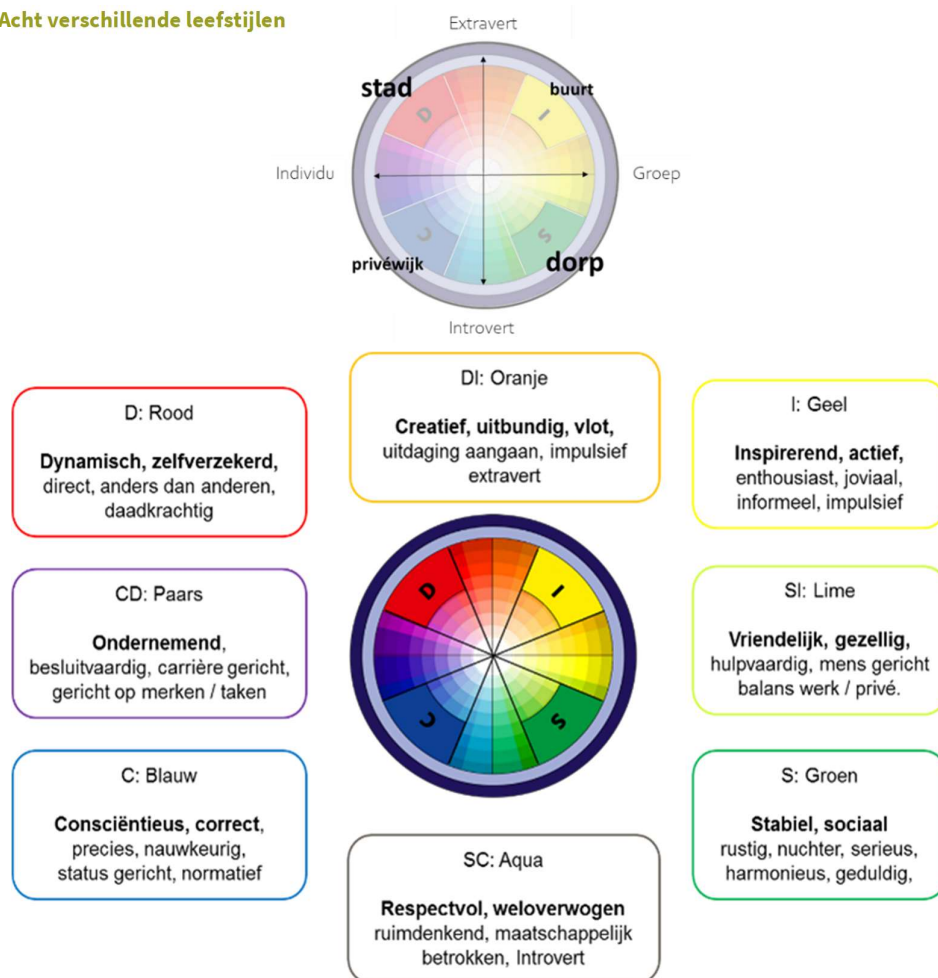 Acht verschillende leefstijlen
Extravert
stad
buurt
D
I
Individu
Groep
C
S
privéwijk
dorp
Introvert
DI: Oranje
Creatief, uitbundig, vlot,
uitdaging aangaan, impulsief
extravert
D: Rood
Dynamisch, zelfverzekerd,
direct, anders dan anderen,
daadkrachtig
I: Geel
Inspirerend, actief,
enthousiast, joviaal,
informeel, impulsief
CD: Paars
Ondernemend,
besluitvaardig, carrière gericht,
gericht op merken / taken
D
I
C
S
SI: Lime
Vriendelijk, gezellig,
hulpvaardig, mens gericht
balans werk / privé.
C: Blauw
Consciëntieus, correct,
precies, nauwkeurig,
status gericht, normatief
S: Groen
Stabiel, sociaal
rustig, nuchter, serieus,
harmonieus, geduldig,
SC: Aqua
Respectvol, weloverwogen
ruimdenkend, maatschappelijk
betrokken, Introvert